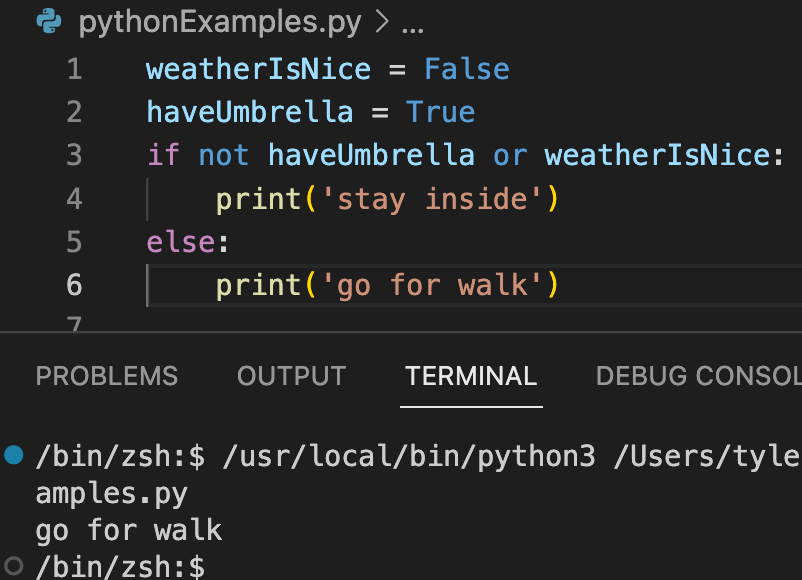 pythonExamples.py > ...
1 weatherIsNice = False
2 haveUmbrella = True
3 if not haveUmbrella or weatherIsNice:
4     print('stay inside')
5 else:
6     print('go for walk')
7
PROBLEMS OUTPUT TERMINAL DEBUG CONSOL
/bin/zsh:$ /usr/local/bin/python3 /Users/tyle
amples.py
go for walk
/bin/zsh:$